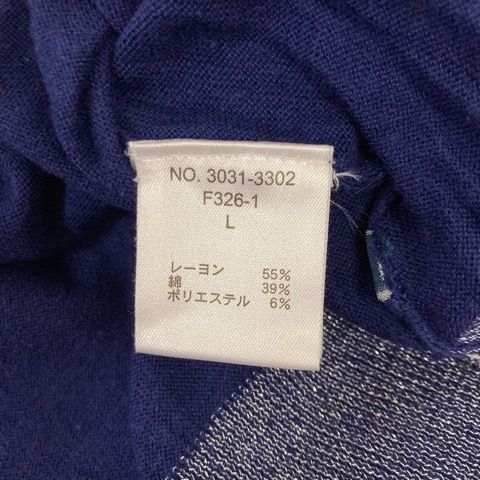 NO. 3031-3302
F326-1
L
レーヨン 55%
綿 39%
ポリエステル 6%